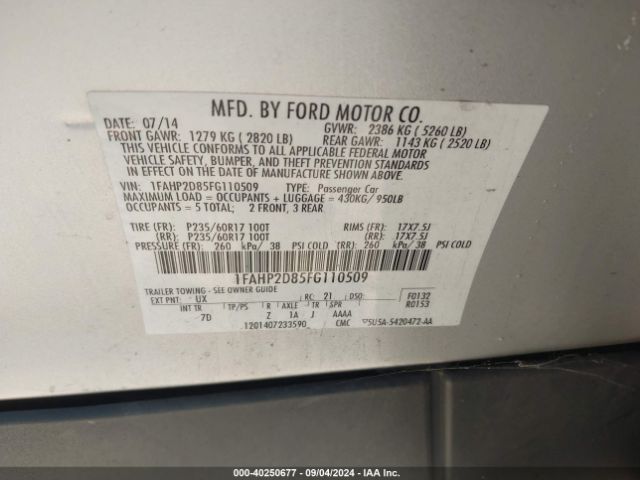 MFD. BY FORD MOTOR CO.
DATE: 07/14 GVWR: 2386 KG ( 5260 LB)
FRONT GAWR: 1279 KG ( 2820 LB) REAR GAWR: 1143 KG ( 2520 LB)
THIS VEHICLE CONFORMS TO ALL APPLICABLE FEDERAL MOTOR
VEHICLE SAFETY, BUMPER, AND THEFT PREVENTION STANDARDS
IN EFFECT ON THE DATE OF MANUFACTURE SHOWN ABOVE.
VIN: 1FAHP2D85FG110509 TYPE: Passenger Car
MAXIMUM LOAD = OCCUPANTS + LUGGAGE = 430KG/ 950LB
OCCUPANTS = 5 TOTAL; 2 FRONT, 3 REAR
TIRE (FR): P235/60R17 100T RIMS (FR): 17X7.5J
(RR): P235/60R17 100T (RR): 17X7.5J
PRESSURE (FR): 260 kPa/ 38 PSI COLD (RR): 260 kPa/ 38 PSI COLD
1FAHP2D85FG110509
TRAILER TOWING - SEE OWNER GUIDE
EXT PNT: UX RC: 21 DSO: F0132
INT TR TP/PS R AXLE TR SPR R0153
7D Z 1A J AAAA
1201407233590 CMC 5U5A-5420472-AA
000-40250677 - 09/04/2024 - IAA Inc.